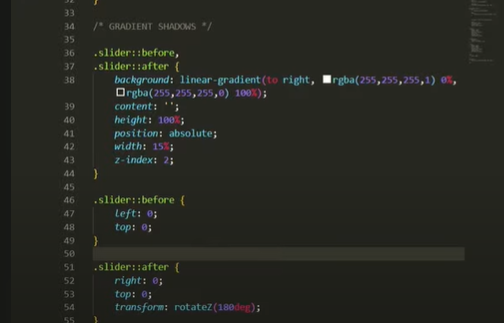 33
34 /* GRADIENT SHADOWS */
35
36 .slider::before,
37 .slider::after {
38 background: linear-gradient(to right, rgba(255,255,255,1) 0%,
rgba(255,255,255,0) 100%);
39 content: '';
40 height: 100%;
41 position: absolute;
42 width: 15%;
43 z-index: 2;
44 }
45
46 .slider::before {
47 left: 0;
48 top: 0;
49 }
50
51 .slider::after {
52 right: 0;
53 top: 0;
54 transform: rotateZ(180deg);
55 }